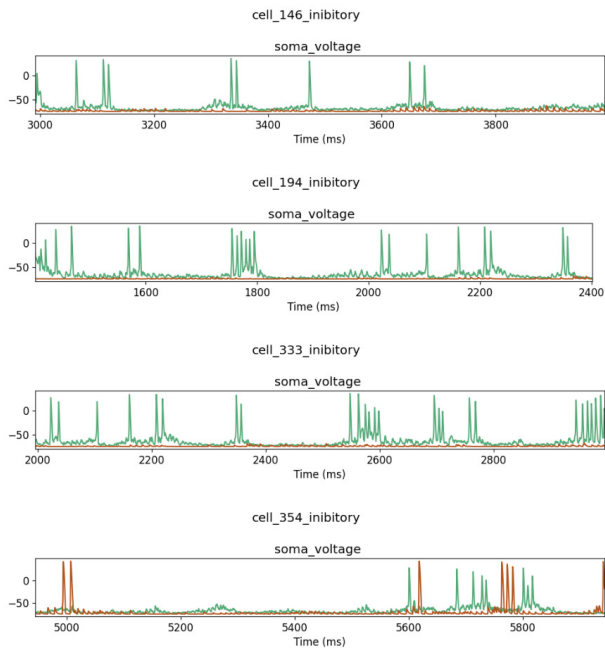 cell_146_inibitory
soma_voltage
0
−50
3000 3200 3400 3600 3800
Time (ms)
cell_194_inibitory
soma_voltage
0
−50
1600 1800 2000 2200 2400
Time (ms)
cell_333_inibitory
soma_voltage
0
−50
2000 2200 2400 2600 2800
Time (ms)
cell_354_inibitory
soma_voltage
0
−50
5000 5200 5400 5600 5800
Time (ms)